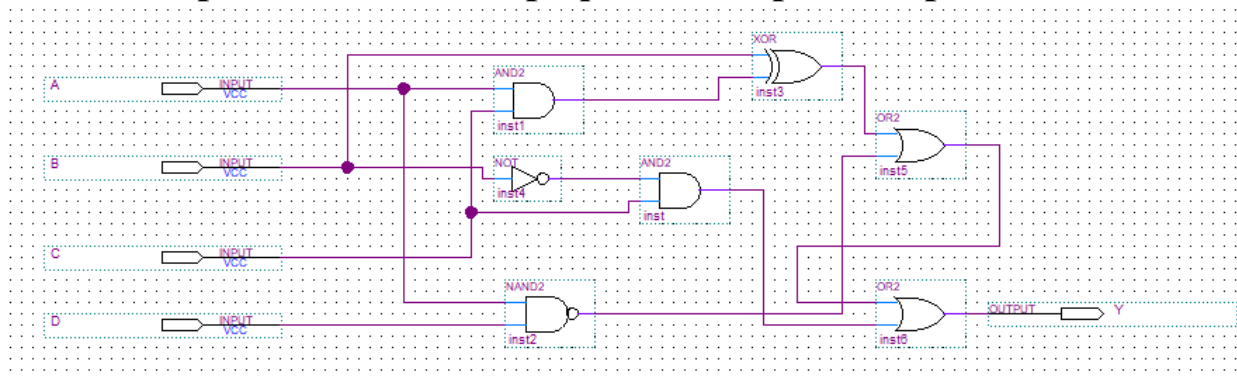 XOR
inst3
A
INPUT
VCC
AND2
inst1
OR2
inst5
B
INPUT
VCC
NOT
inst4
AND2
inst
C
INPUT
VCC
NAND2
inst2
OR2
inst6
D
INPUT
VCC
OUTPUT
Y